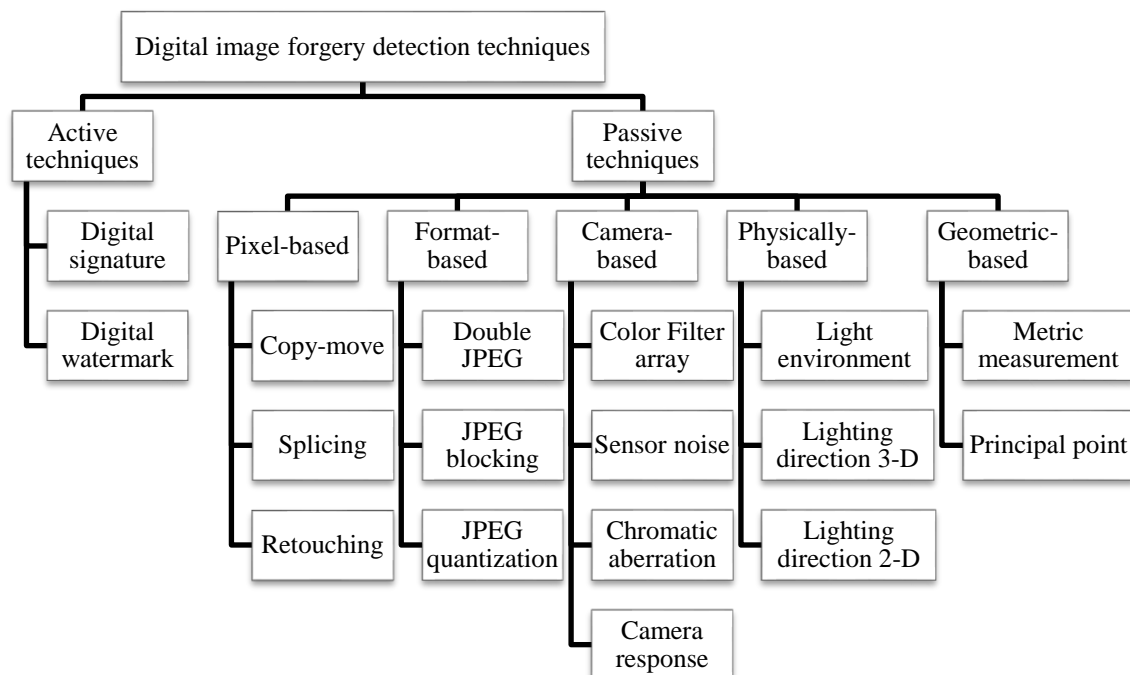 Digital image forgery detection techniques
Active
techniques
Passive
techniques
Digital
signature
Digital
watermark
Pixel-based
Format-
based
Camera-
based
Physically-
based
Geometric-
based
Copy-move
Splicing
Retouching
Double
JPEG
JPEG
blocking
JPEG
quantization
Color Filter
array
Sensor noise
Chromatic
aberration
Camera
response
Light
environment
Lighting
direction 3-D
Lighting
direction 2-D
Metric
measurement
Principal point